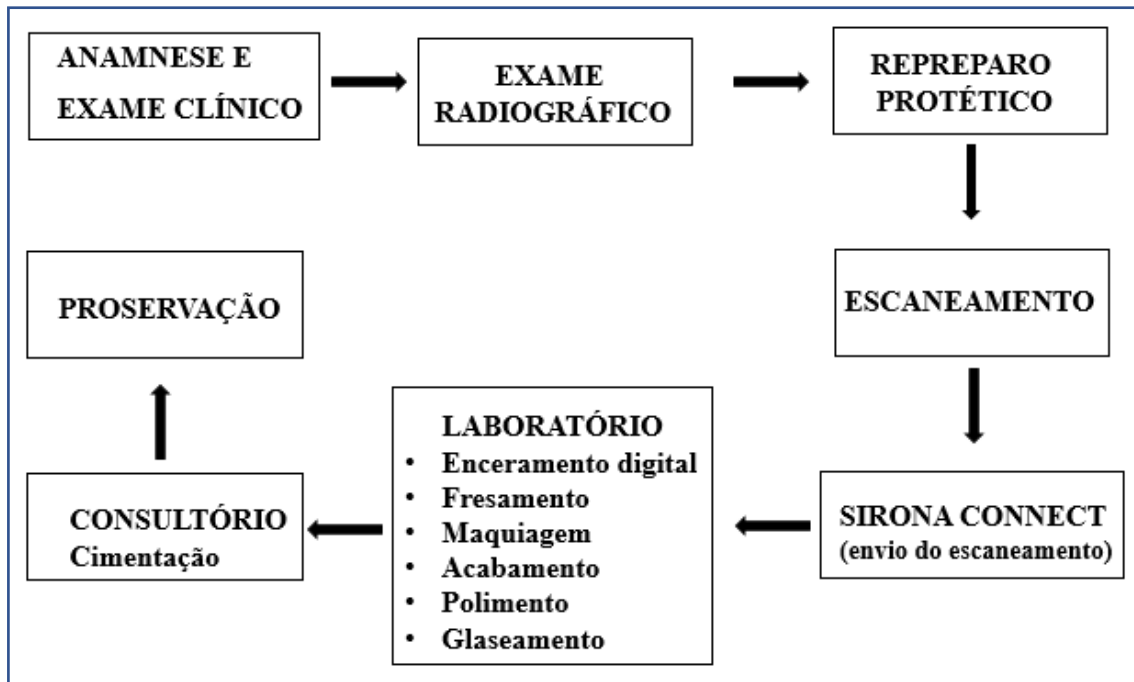 ANAMNESE E
EXAME CLÍNICO
EXAME
RADIOGRÁFICO
REPREPARO
PROTÉTICO
ESCANEAMENTO
SIRONA CONNECT
(envio do escaneamento)
LABORATÓRIO
• Enceramento digital
• Fresamento
• Maquiagem
• Acabamento
• Polimento
• Glaseamento
CONSULTÓRIO
Cimentação
PROSERVAÇÃO